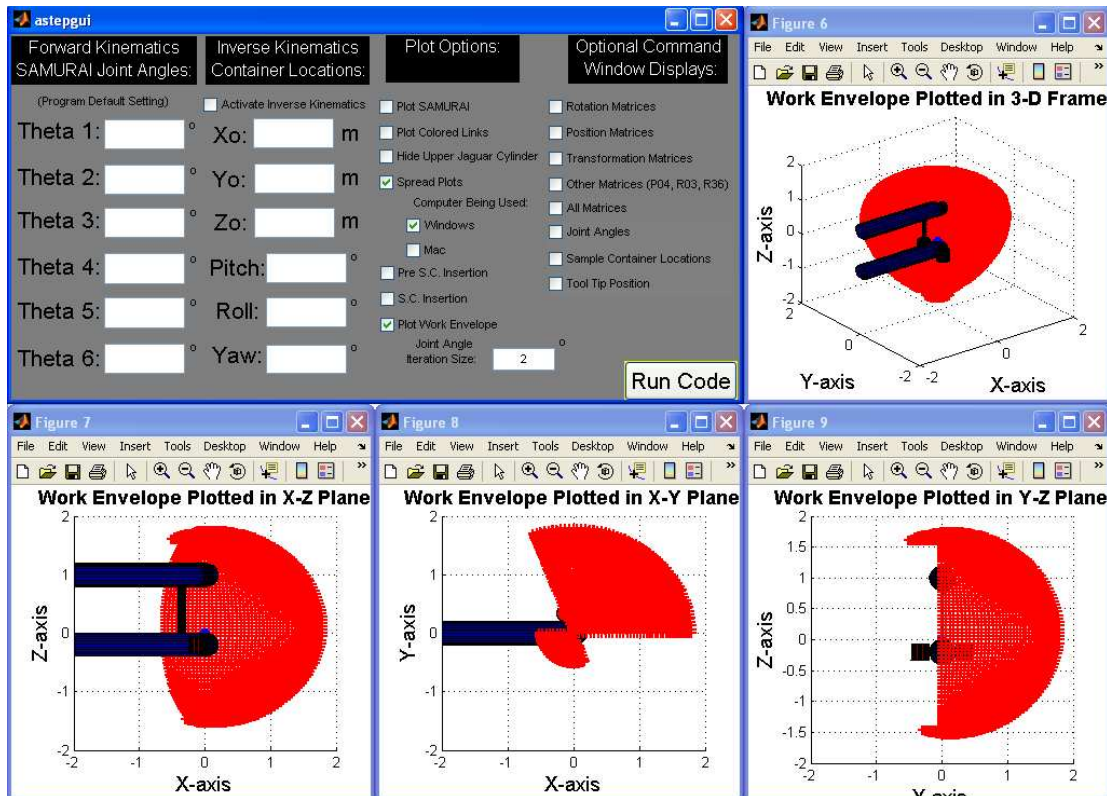 astepgui
Forward Kinematics
SAMURAI Joint Angles:
(Program Default Setting)
Theta 1: °
Theta 2: °
Theta 3: °
Theta 4: °
Theta 5: °
Theta 6: °
Inverse Kinematics
Container Locations:
Activate Inverse Kinematics
Xo: m
Yo: m
Zo: m
Pitch: °
Roll: °
Yaw: °
Plot Options:
Plot SAMURAI
Plot Colored Links
Hide Upper Jaguar Cylinder
Spread Plots
Computer Being Used:
Windows
Mac
Pre S.C. Insertion
S.C. Insertion
Plot Work Envelope
Joint Angle
Iteration Size: 2 °
Optional Command
Window Displays:
Rotation Matrices
Position Matrices
Transformation Matrices
Other Matrices (P04, R03, R36)
All Matrices
Joint Angles
Sample Container Locations
Tool Tip Position
Run Code
Figure 6
File Edit View Insert Tools Desktop Window Help
Work Envelope Plotted in 3-D Frame
Z-axis
2
1
0
-1
-2
2
0
-2
-2
0
2
Y-axis
X-axis
Figure 7
File Edit View Insert Tools Desktop Window Help
Work Envelope Plotted in X-Z Plane
Z-axis
2
1
0
-1
-2
-2 -1 0 1 2
X-axis
Figure 8
File Edit View Insert Tools Desktop Window Help
Work Envelope Plotted in X-Y Plane
Y-axis
2
1
0
-1
-2
-2 -1 0 1 2
X-axis
Figure 9
File Edit View Insert Tools Desktop Window Help
Work Envelope Plotted in Y-Z Plane
Z-axis
2
1.5
1
0.5
0
-0.5
-1
-1.5
-2
-2 -1 0 1 2
Y-axis